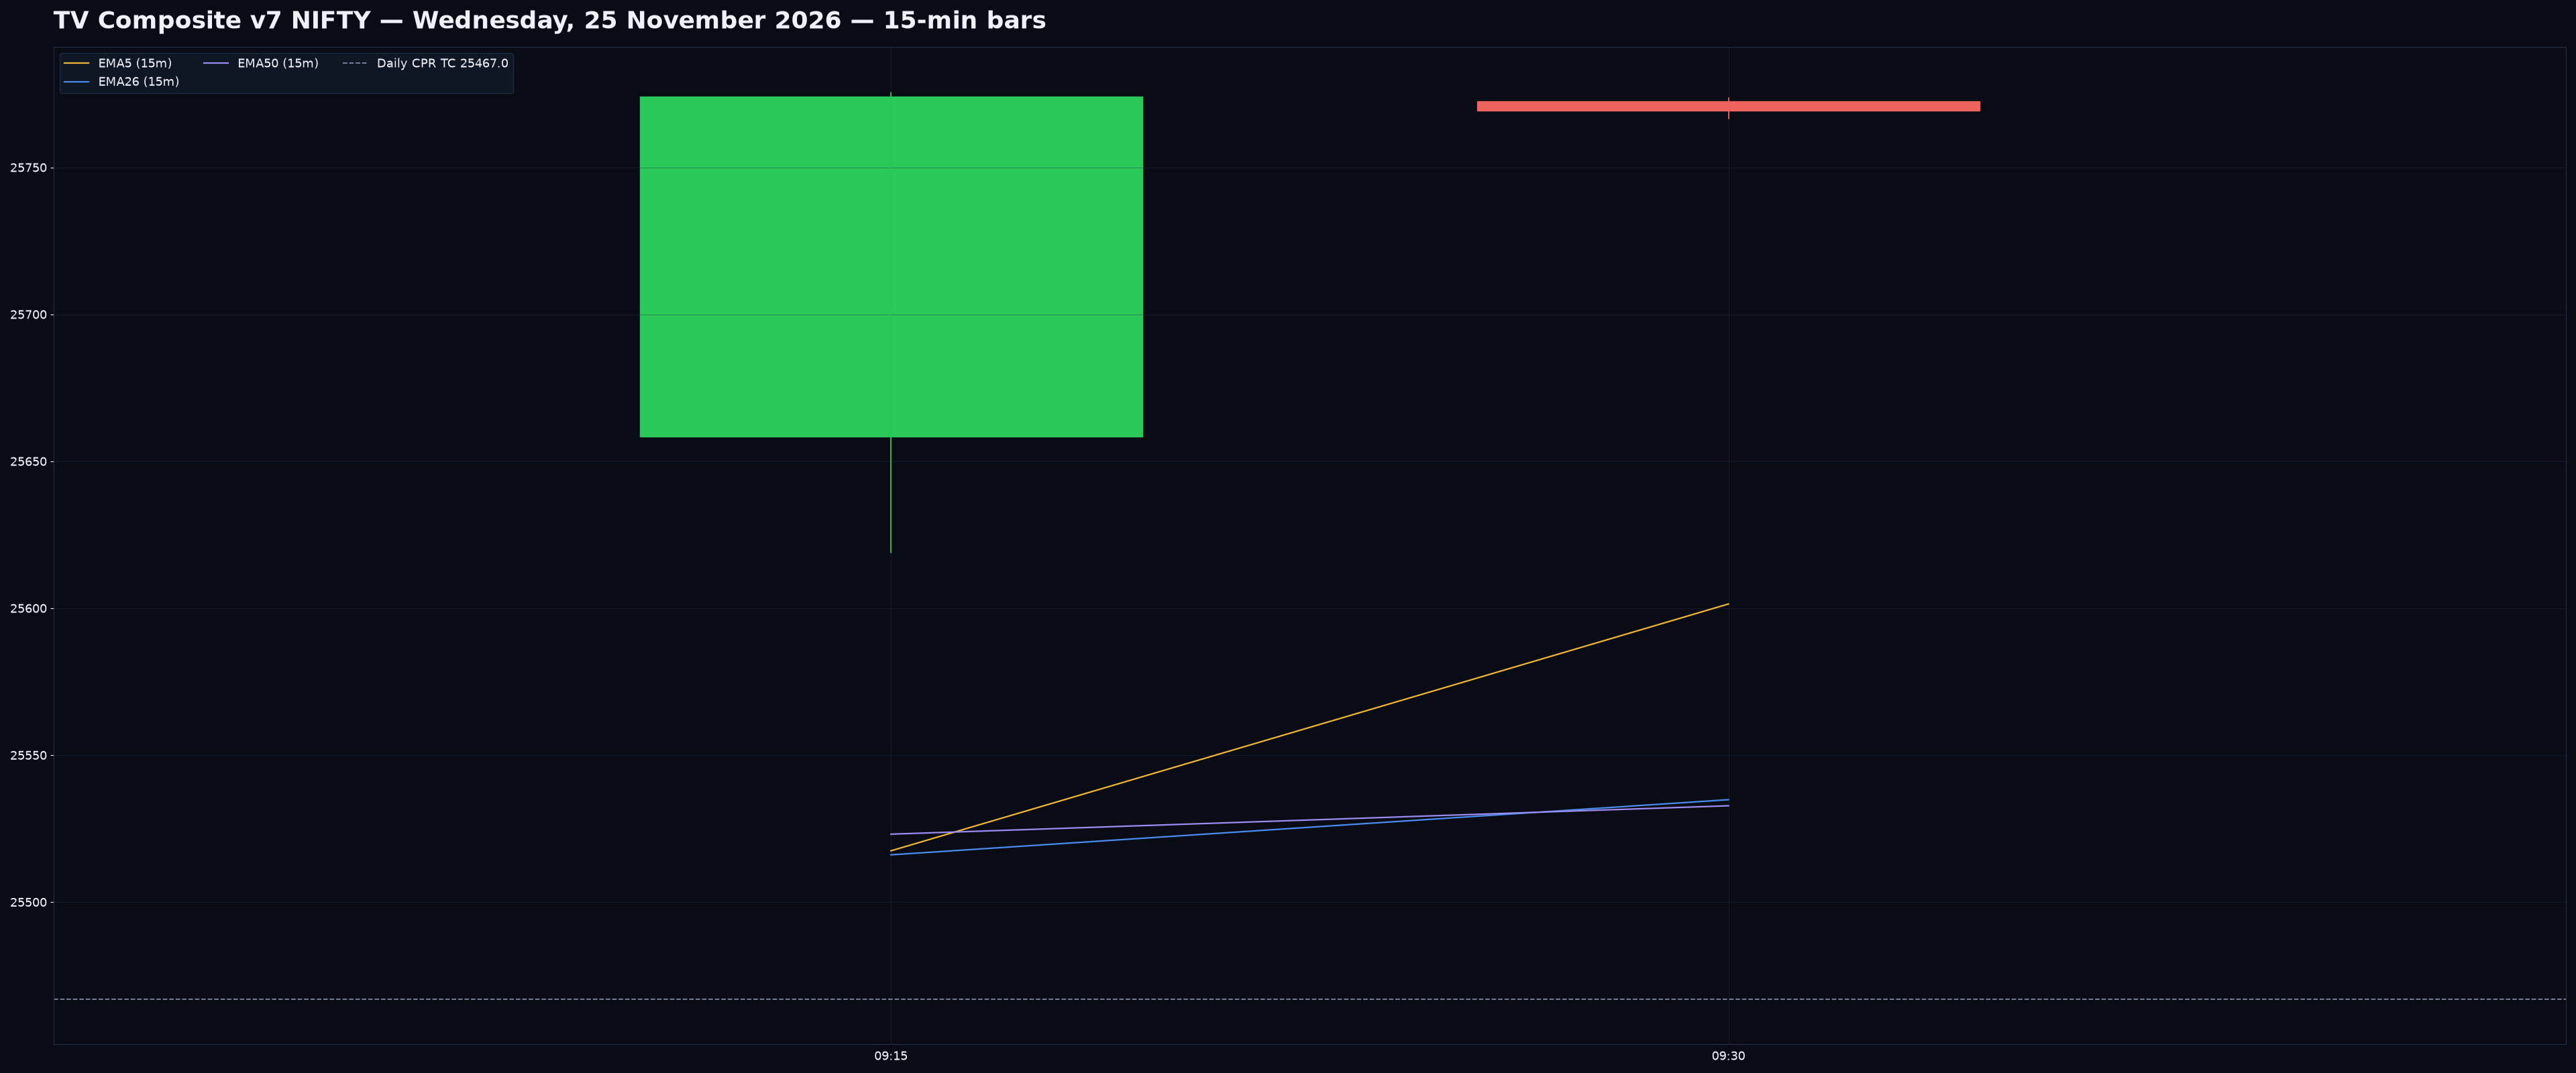 TV Composite v7 NIFTY — Wednesday, 25 November 2026 — 15-min bars
EMA5 (15m)
EMA26 (15m)
EMA50 (15m)
Daily CPR TC 25467.0
25750
25700
25650
25600
25550
25500
09:15
09:30